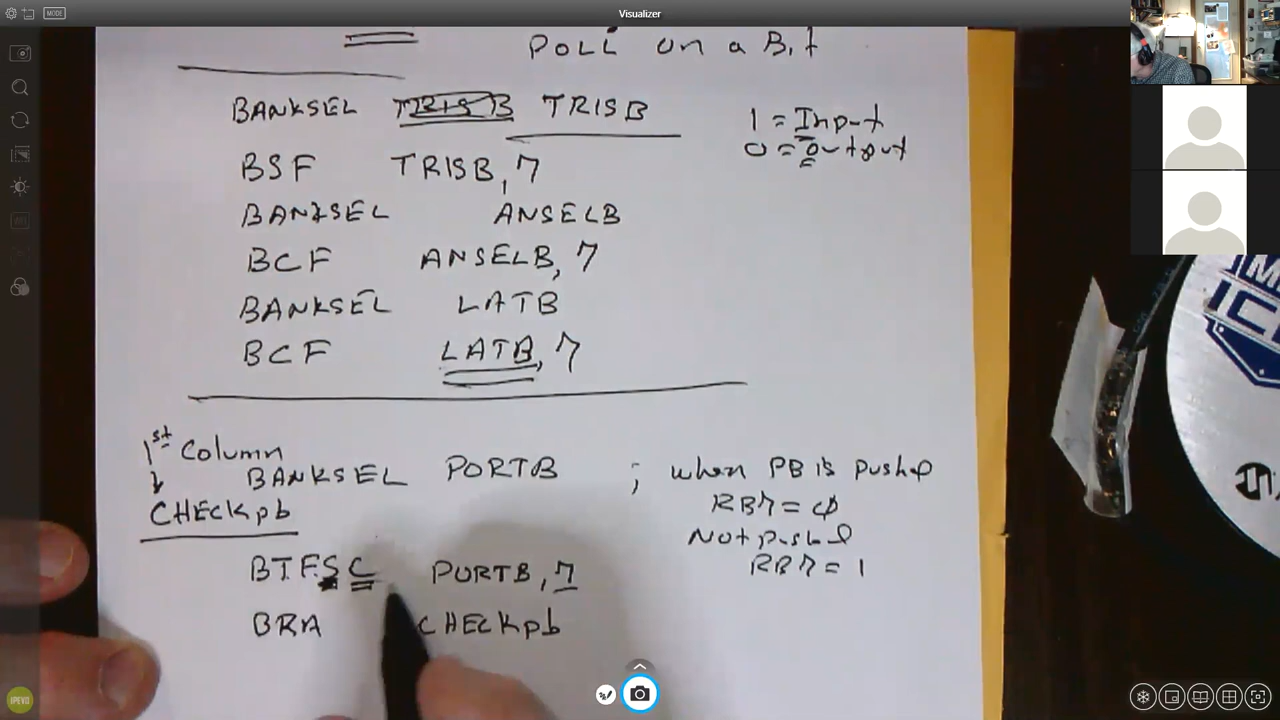 MODE
Visualizer
POLL on a Bit
BANKSEL TRISB TRISB
1 = Input
0 = output
BSF TRISB, 7
BANKSEL ANSELB
BCF ANSELB, 7
BANKSEL LATB
BCF LATB, 7
1st Column
BANKSEL PORTB ; when PB is pushed
CHECKpb
RB7 = 0
Not pushed
RB7 = 1
BTFSC PORTB, 7
BRA CHECKpb
IPEVO